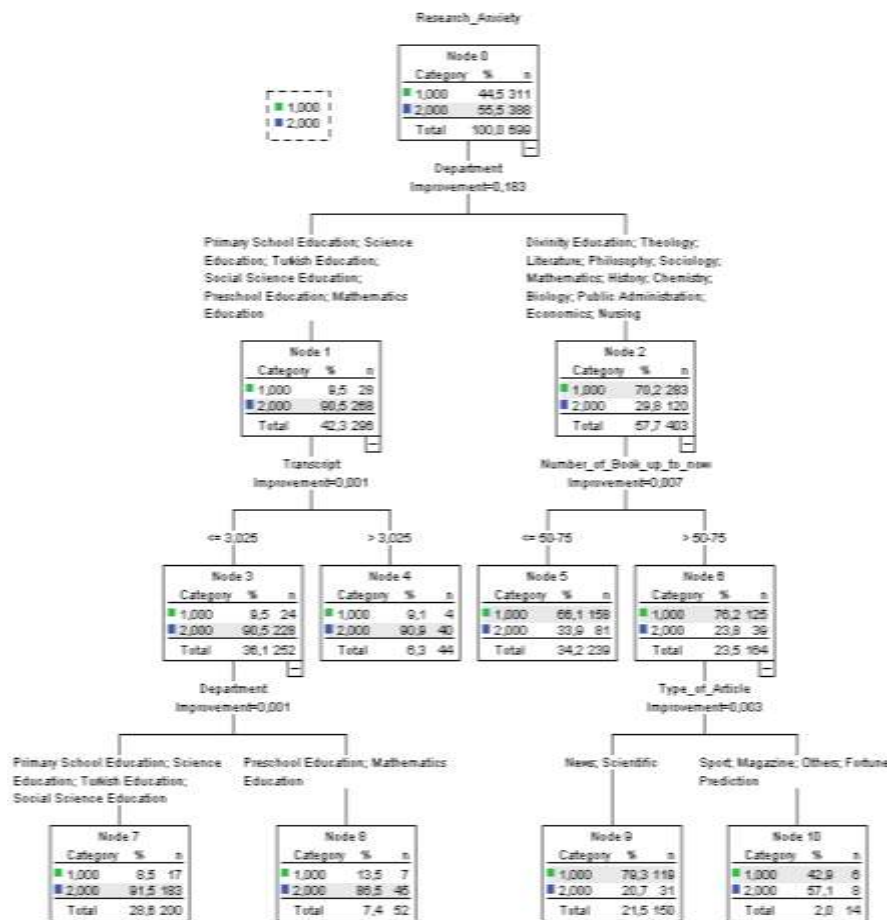 Research_Anxiety
Node 0
Category % n
1,000 44,5 311
2,000 55,5 388
Total 100,0 699
1,000
2,000
Department
Improvement=0,183
Primary School Education; Science
Education; Turkish Education;
Social Science Education;
Preschool Education; Mathematics
Education
Divinity Education; Theology;
Literature; Philosophy; Sociology;
Mathematics; History; Chemistry;
Biology; Public Administration;
Economics; Nursing
Node 1
Category % n
1,000 9,5 28
2,000 90,5 268
Total 42,3 296
Node 2
Category % n
1,000 70,2 283
2,000 29,8 120
Total 57,7 403
Transcript
Improvement=0,001
Number_of_Book_up_to_now
Improvement=0,007
<= 3,025
> 3,025
<= 50-75
> 50-75
Node 3
Category % n
1,000 9,5 24
2,000 90,5 228
Total 36,1 252
Node 4
Category % n
1,000 9,1 4
2,000 90,9 40
Total 6,3 44
Node 5
Category % n
1,000 66,1 158
2,000 33,9 81
Total 34,2 239
Node 6
Category % n
1,000 76,2 125
2,000 23,8 39
Total 23,5 164
Department
Improvement=0,001
Type_of_Article
Improvement=0,003
Primary School Education; Science
Education; Turkish Education;
Social Science Education
Preschool Education; Mathematics
Education
News; Scientific
Sport; Magazine; Others; Fortune
Prediction
Node 7
Category % n
1,000 8,5 17
2,000 91,5 183
Total 28,6 200
Node 8
Category % n
1,000 13,5 7
2,000 86,5 45
Total 7,4 52
Node 9
Category % n
1,000 79,3 119
2,000 20,7 31
Total 21,5 150
Node 10
Category % n
1,000 42,9 6
2,000 57,1 8
Total 2,0 14